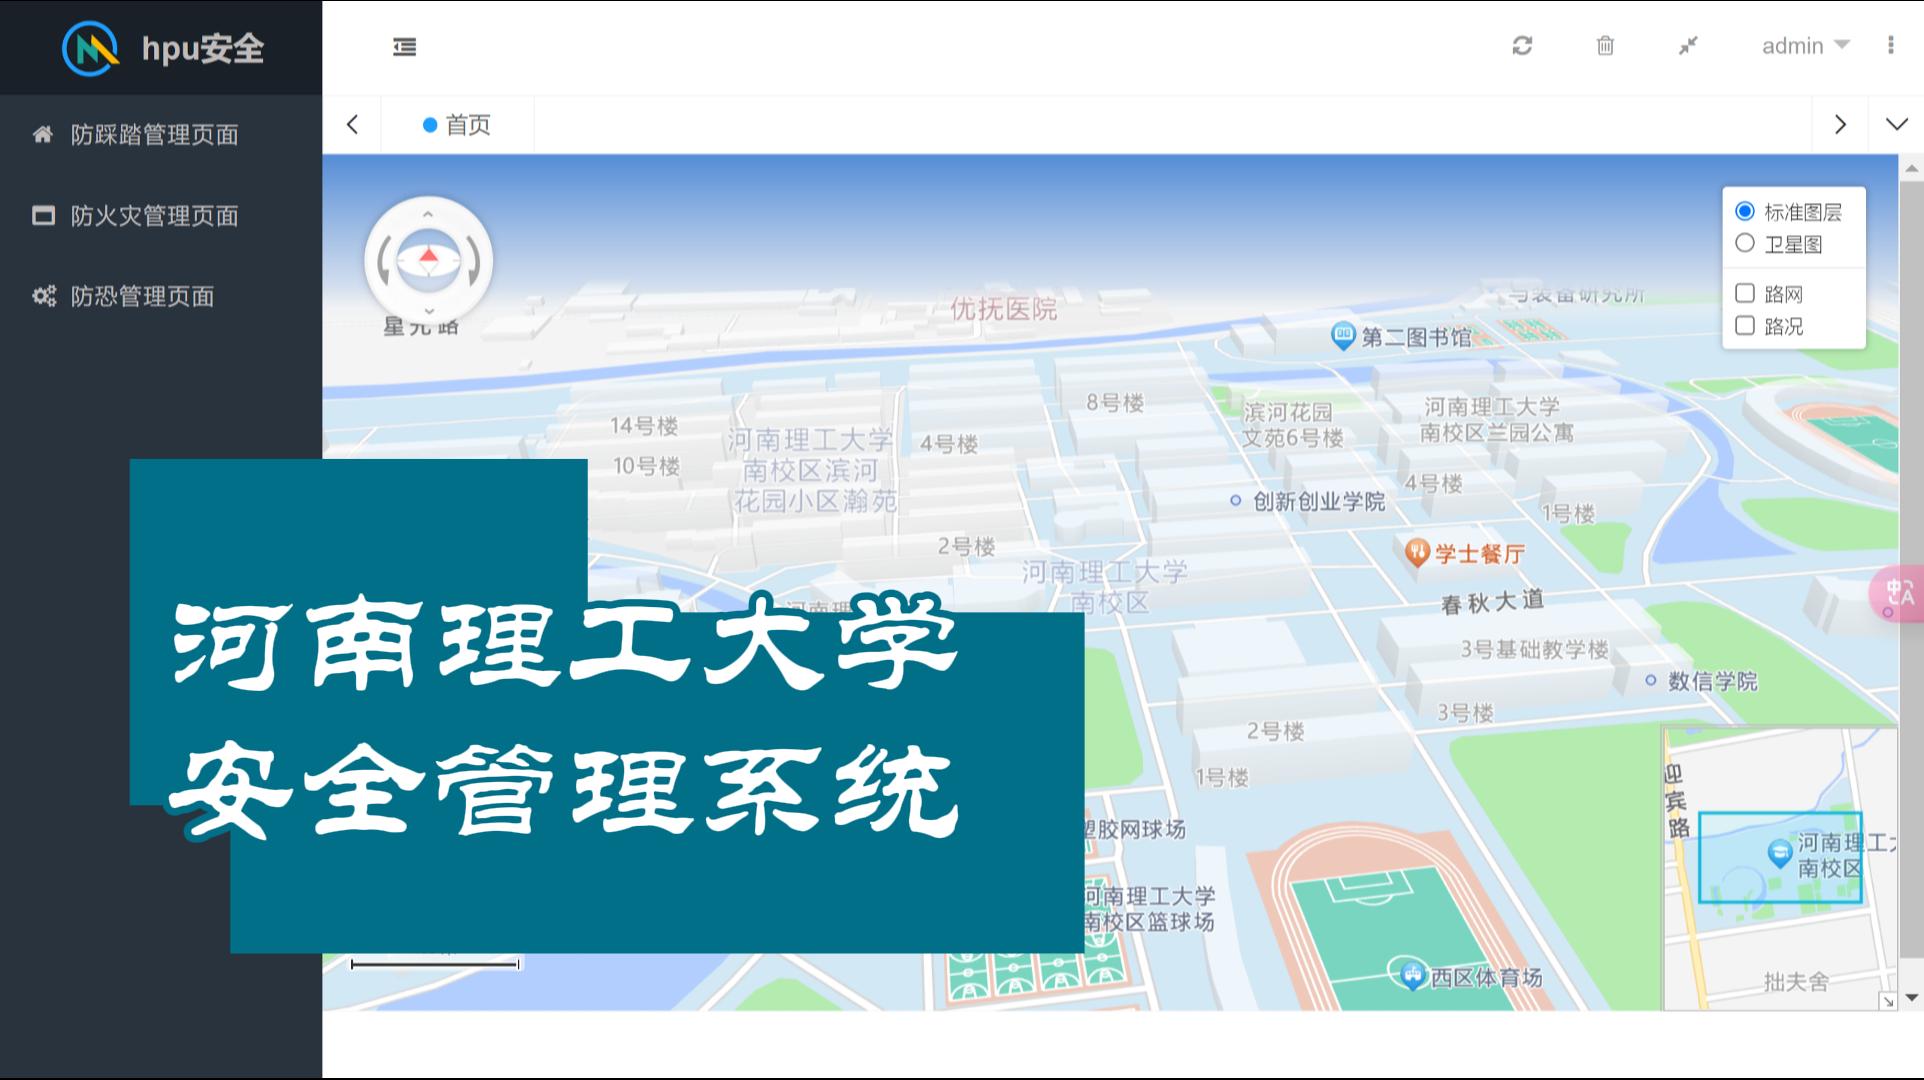 hpu安全
admin
防踩踏管理页面
防火灾管理页面
防恐管理页面
首页
标准图层
卫星图
路网
路况
星光路
优抚医院
与装备研究所
第二图书馆
14号楼
10号楼
河南理工大学
南校区滨河
花园小区瀚苑
4号楼
8号楼
滨河花园
文苑6号楼
河南理工大学
南校区兰园公寓
4号楼
1号楼
创新创业学院
2号楼
河南理工大学
南校区
学士餐厅
春秋大道
3号基础教学楼
数信学院
3号楼
2号楼
1号楼
河南理工大学
安全管理系统
塑胶网球场
河南理工大学
南校区篮球场
西区体育场
迎宾路
河南理工大
南校区
拙夫舍
中
A